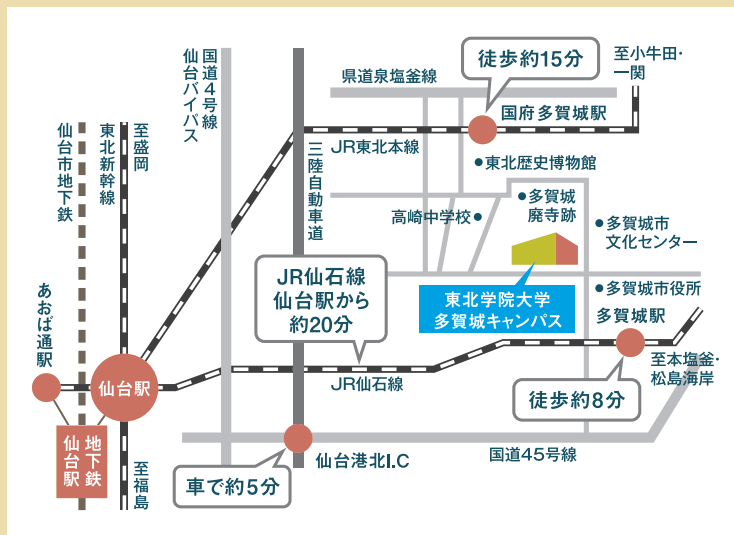 徒歩約15分
至小牛田・
一関
国道4号線
仙台バイパス
県道泉塩釜線
国府多賀城駅
仙台市地下鉄
東北新幹線
至盛岡
JR東北本線
三陸自動車道
●東北歴史博物館
高崎中学校●
●多賀城
廃寺跡
●多賀城市
文化センター
JR仙石線
仙台駅から
約20分
東北学院大学
多賀城キャンパス
●多賀城市役所
多賀城駅
あおば通駅
仙台駅
JR仙石線
至本塩釜・
松島海岸
徒歩約8分
地下鉄
仙台駅
至福島
車で約5分
仙台港北I.C
国道45号線